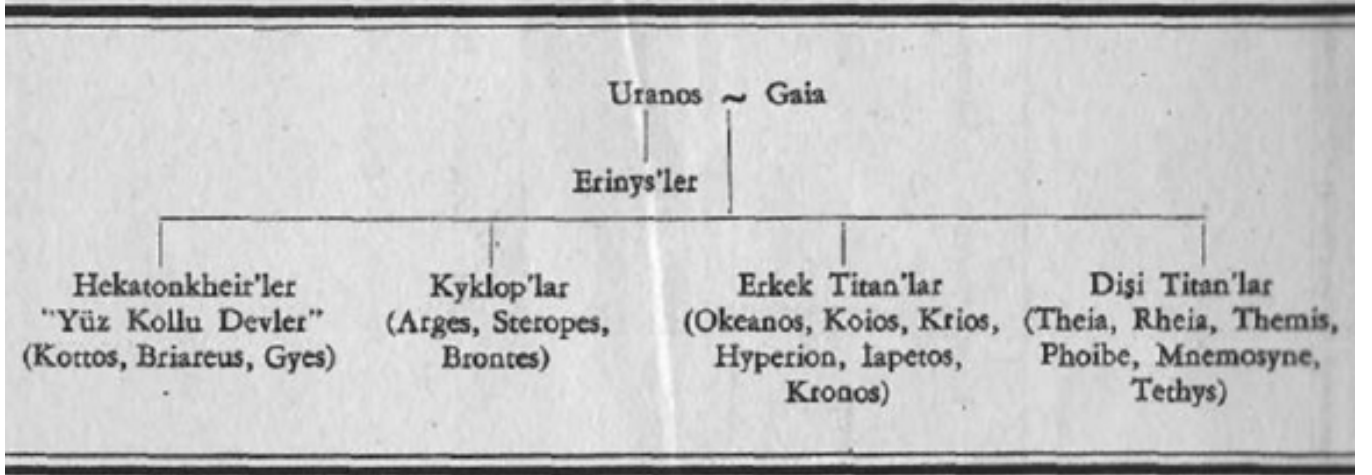 Uranos ~ Gaia
Erinys'ler
Hekatonkheir'ler
"Yüz Kollu Devler"
(Kottos, Briareus, Gyes)
Kyklop'lar
(Arges, Steropes,
Brontes)
Erkek Titan'lar
(Okeanos, Koios, Krios,
Hyperion, İapetos,
Kronos)
Dişi Titan'lar
(Theia, Rheia, Themis,
Phoibe, Mnemosyne,
Tethys)